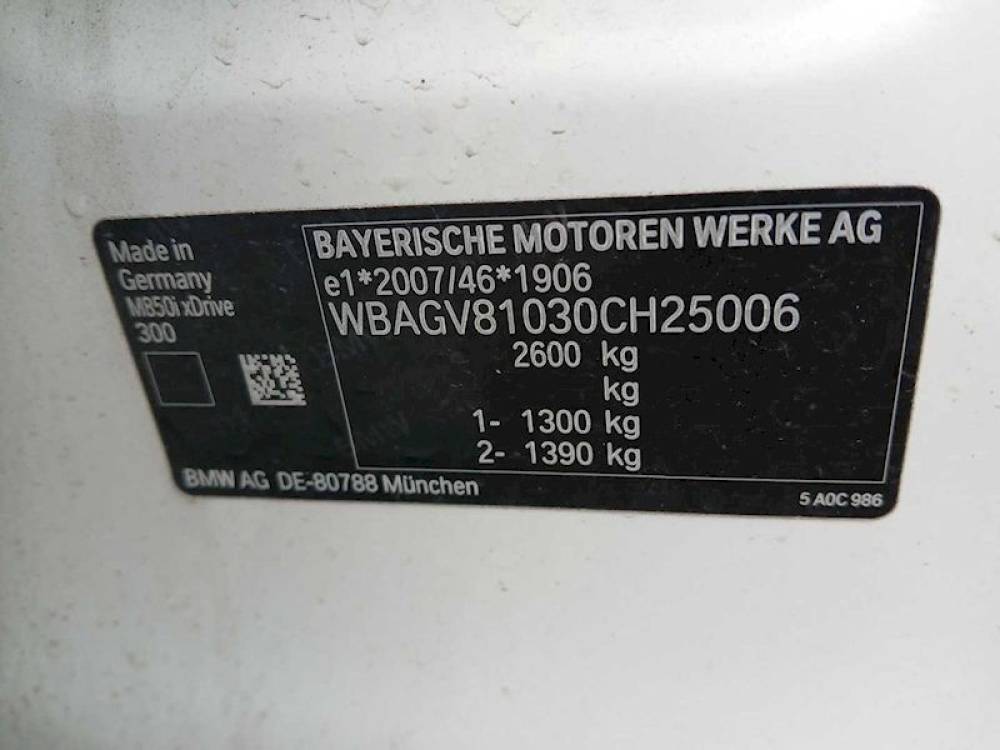 Made in
Germany
M850i xDrive
300
BAYERISCHE MOTOREN WERKE AG
e1*2007/46*1906
WBAGV81030CH25006
2600 kg
kg
1- 1300 kg
2- 1390 kg
BMW AG DE-80788 München
5 A0C 986